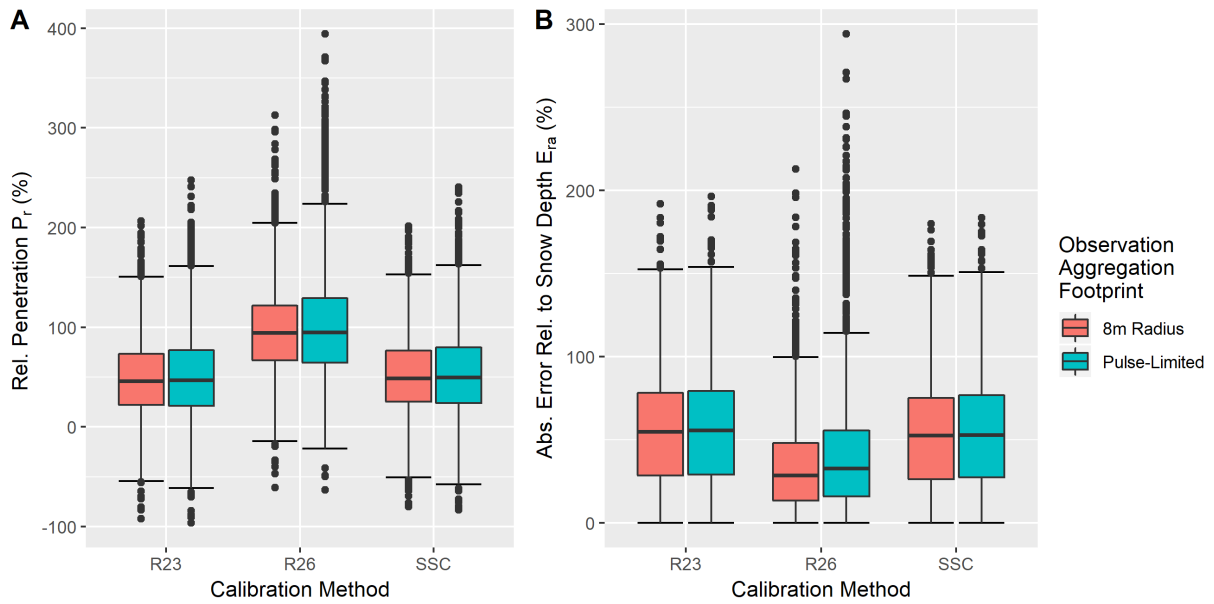 A
Rel. Penetration Pr (%)
400
300
200
100
0
-100
R23
R26
SSC
Calibration Method
B
Abs. Error Rel. to Snow Depth Era (%)
300
200
100
0
R23
R26
SSC
Calibration Method
Observation
Aggregation
Footprint
8m Radius
Pulse-Limited